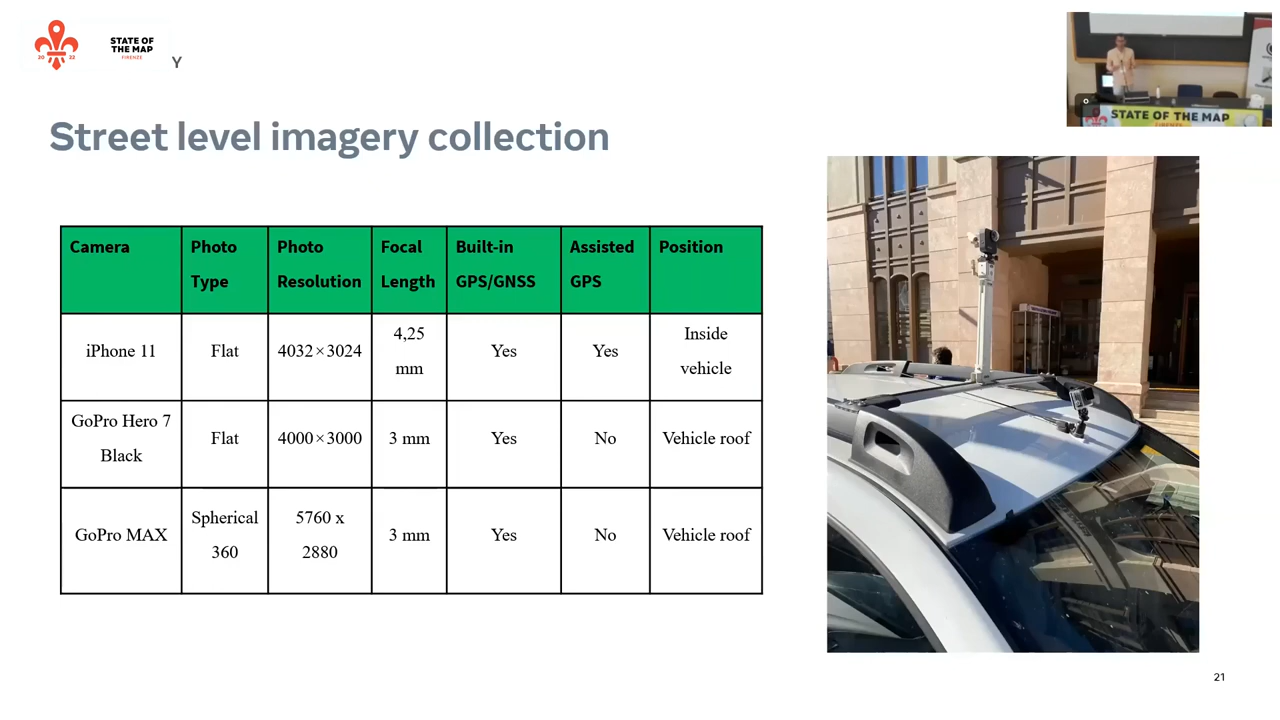 20 22
STATE OF
THE MAP
FIRENZE
Y
Street level imagery collection
Camera
Photo
Type
Photo
Resolution
Focal
Length
Built-in
GPS/GNSS
Assisted
GPS
Position
iPhone 11
Flat
4032×3024
4,25
mm
Yes
Yes
Inside
vehicle
GoPro Hero 7
Black
Flat
4000×3000
3 mm
Yes
No
Vehicle roof
GoPro MAX
Spherical
360
5760 x
2880
3 mm
Yes
No
Vehicle roof
STATE OF THE MAP
21